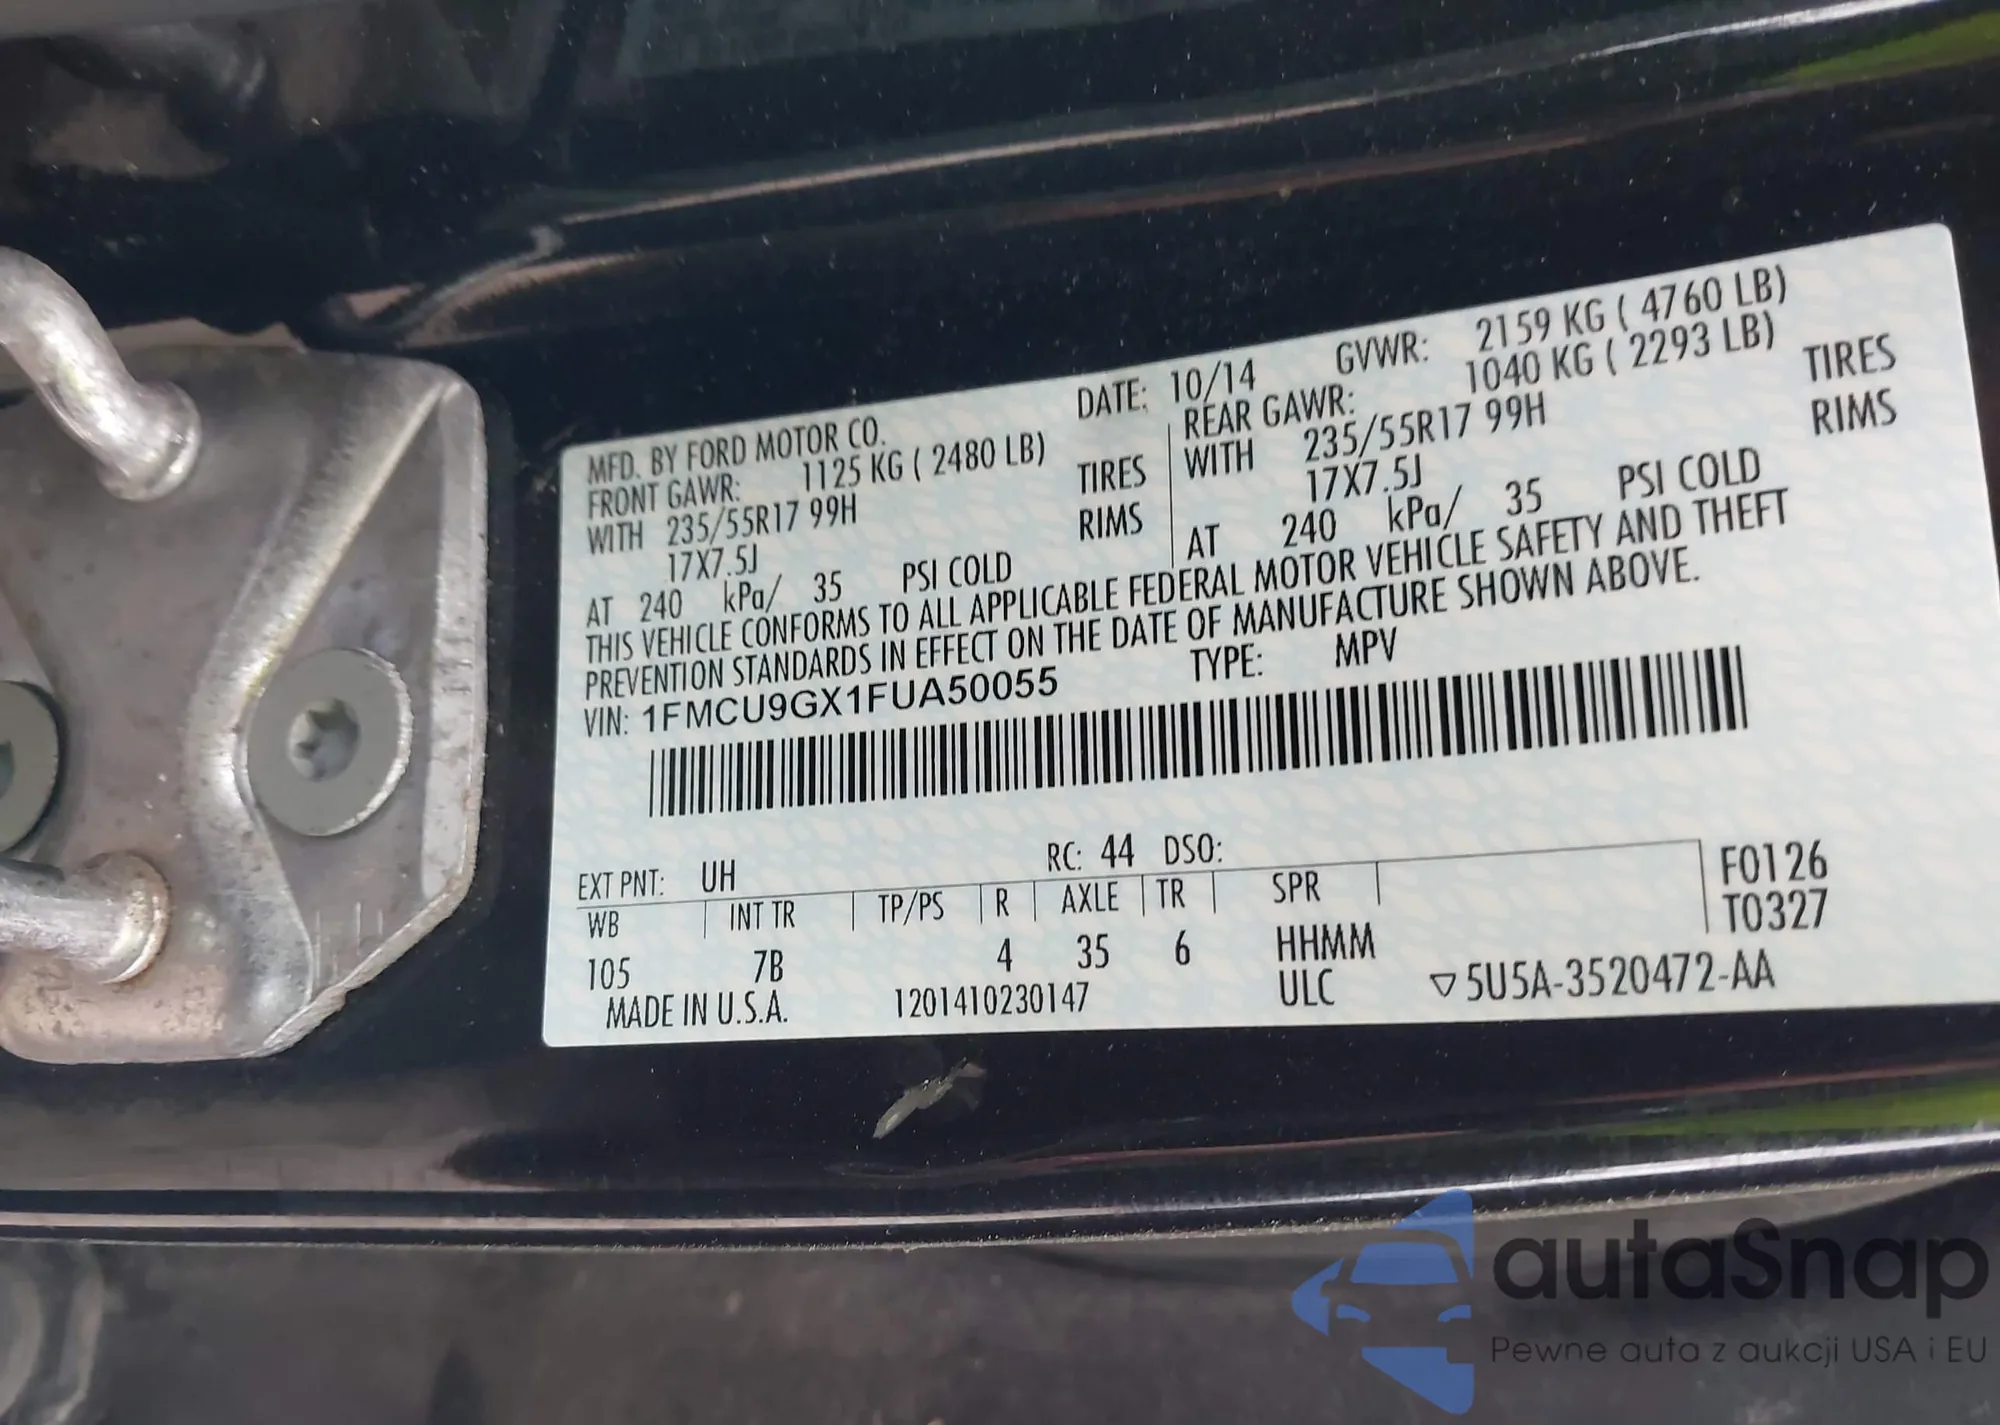 MFD. BY FORD MOTOR CO.
DATE: 10/14
GVWR: 2159 KG ( 4760 LB)
FRONT GAWR: 1125 KG ( 2480 LB)
REAR GAWR: 1040 KG ( 2293 LB)
WITH 235/55R17 99H TIRES
WITH 235/55R17 99H TIRES
17X7.5J RIMS
17X7.5J RIMS
AT 240 kPa/ 35 PSI COLD
AT 240 kPa/ 35 PSI COLD
THIS VEHICLE CONFORMS TO ALL APPLICABLE FEDERAL MOTOR VEHICLE SAFETY AND THEFT
PREVENTION STANDARDS IN EFFECT ON THE DATE OF MANUFACTURE SHOWN ABOVE.
VIN: 1FMCU9GX1FUA50055
TYPE: MPV
EXT PNT: UH RC: 44 DSO:
WB INT TR TP/PS R AXLE TR SPR
105 7B 4 35 6 HHMM
F0126
T0327
MADE IN U.S.A. 1201410230147 ULC ▽5U5A-3520472-AA
autaSnap
Pewne auta z aukcji USA i EU